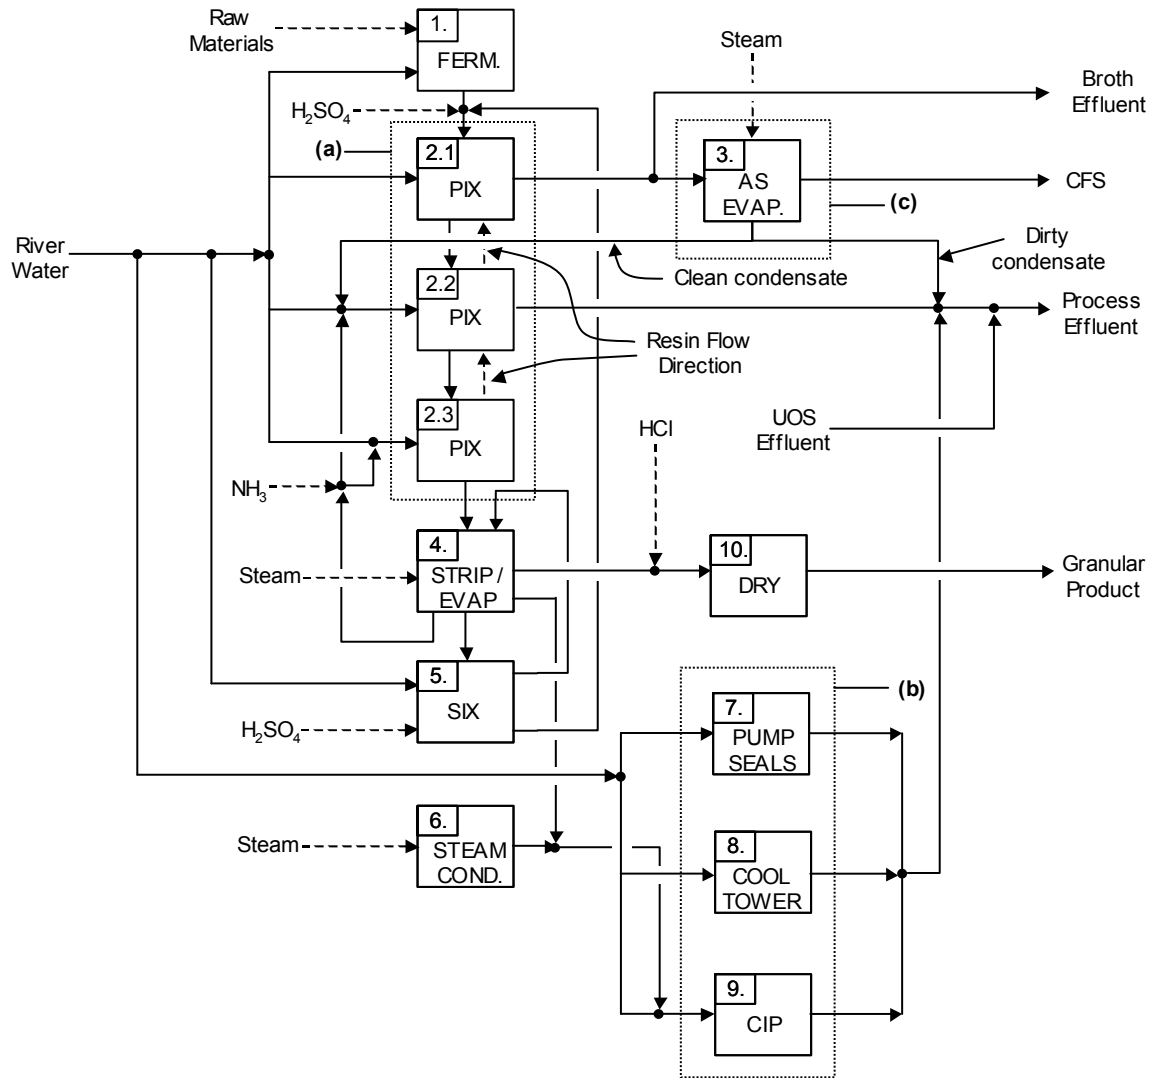 Raw
Materials
1.
FERM.
Steam
Broth
Effluent
H₂SO₄
(a)
2.1
PIX
3.
AS
EVAP.
CFS
(c)
River
Water
Clean condensate
Dirty
condensate
2.2
PIX
Process
Effluent
Resin Flow
Direction
2.3
PIX
HCl
UOS
Effluent
NH₃
4.
STRIP /
EVAP
Steam
10.
DRY
Granular
Product
5.
SIX
H₂SO₄
(b)
7.
PUMP
SEALS
6.
STEAM
COND.
Steam
8.
COOL
TOWER
9.
CIP